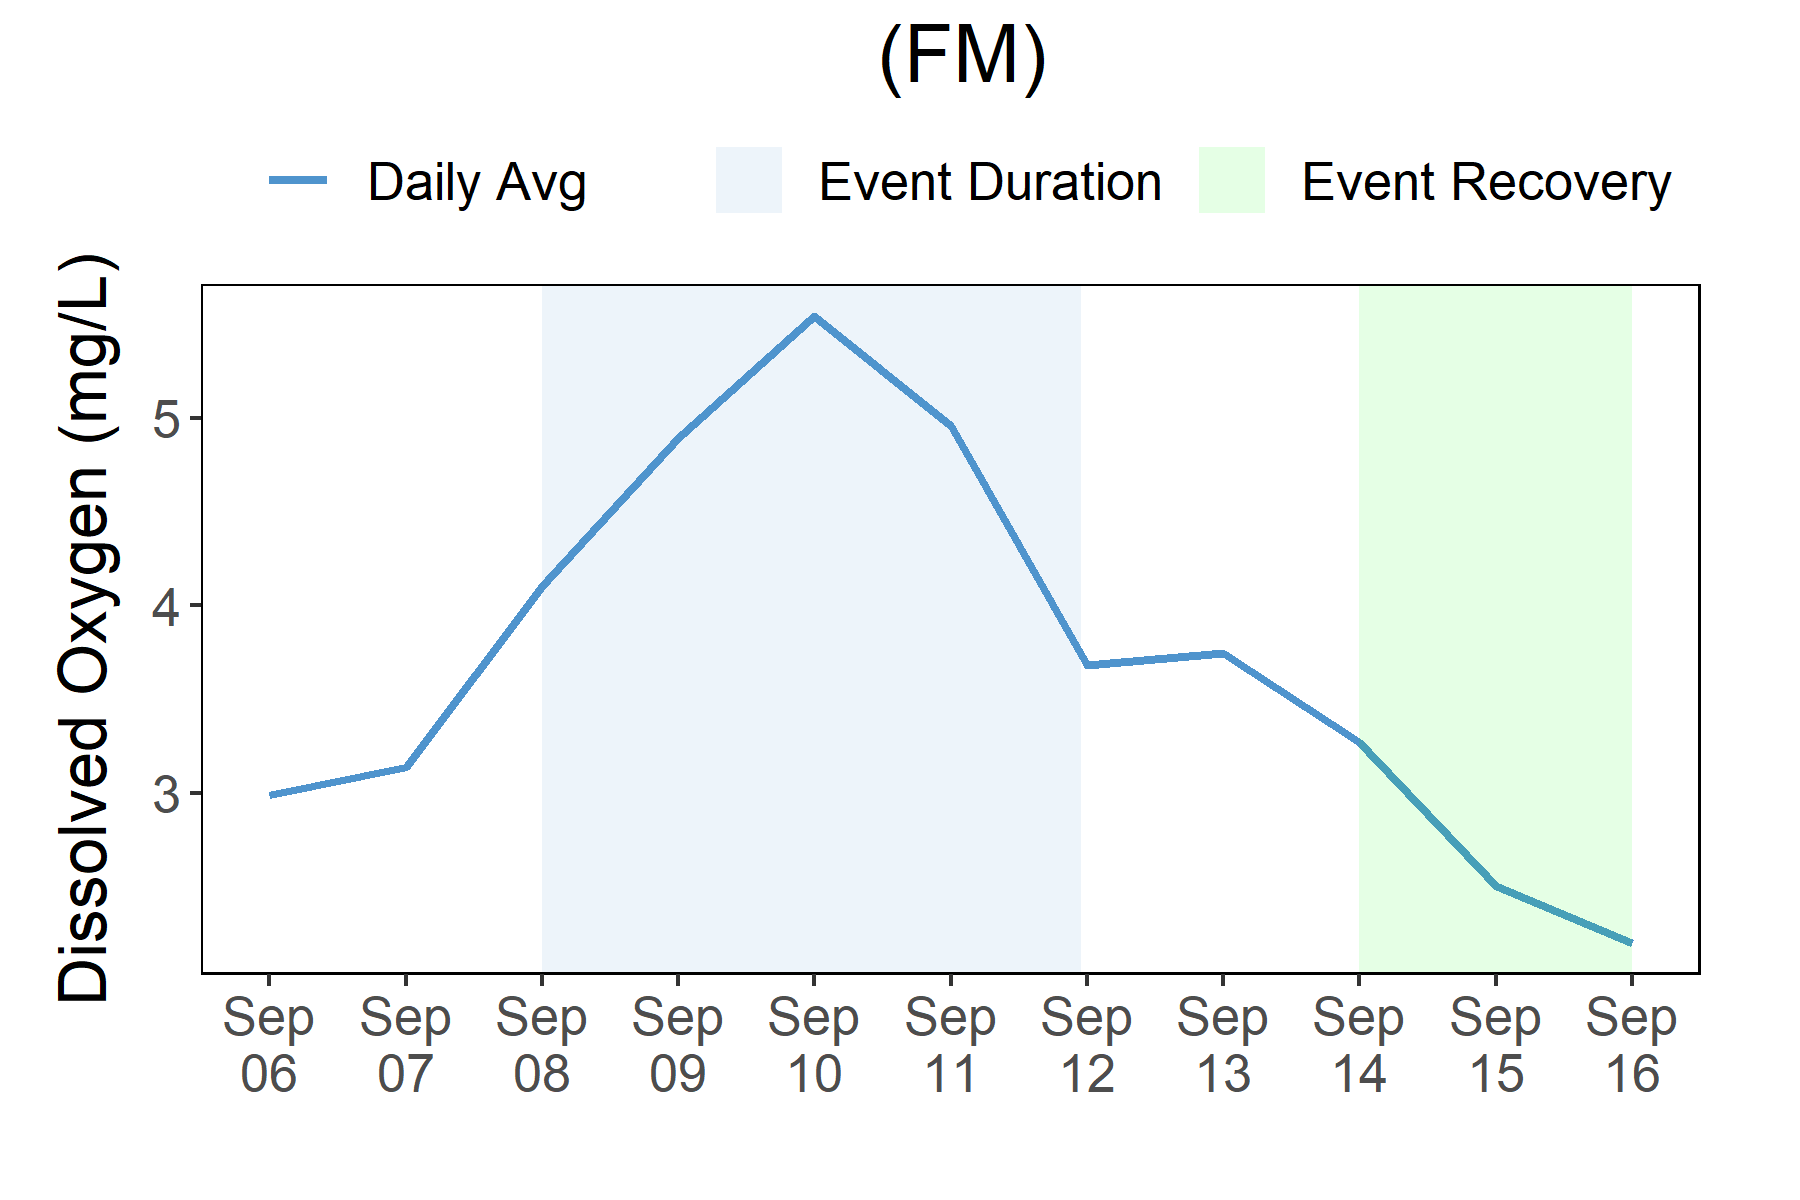 (FM)
Daily Avg
Event Duration
Event Recovery
Dissolved Oxygen (mg/L)
5
4
3
Sep 06
Sep 07
Sep 08
Sep 09
Sep 10
Sep 11
Sep 12
Sep 13
Sep 14
Sep 15
Sep 16